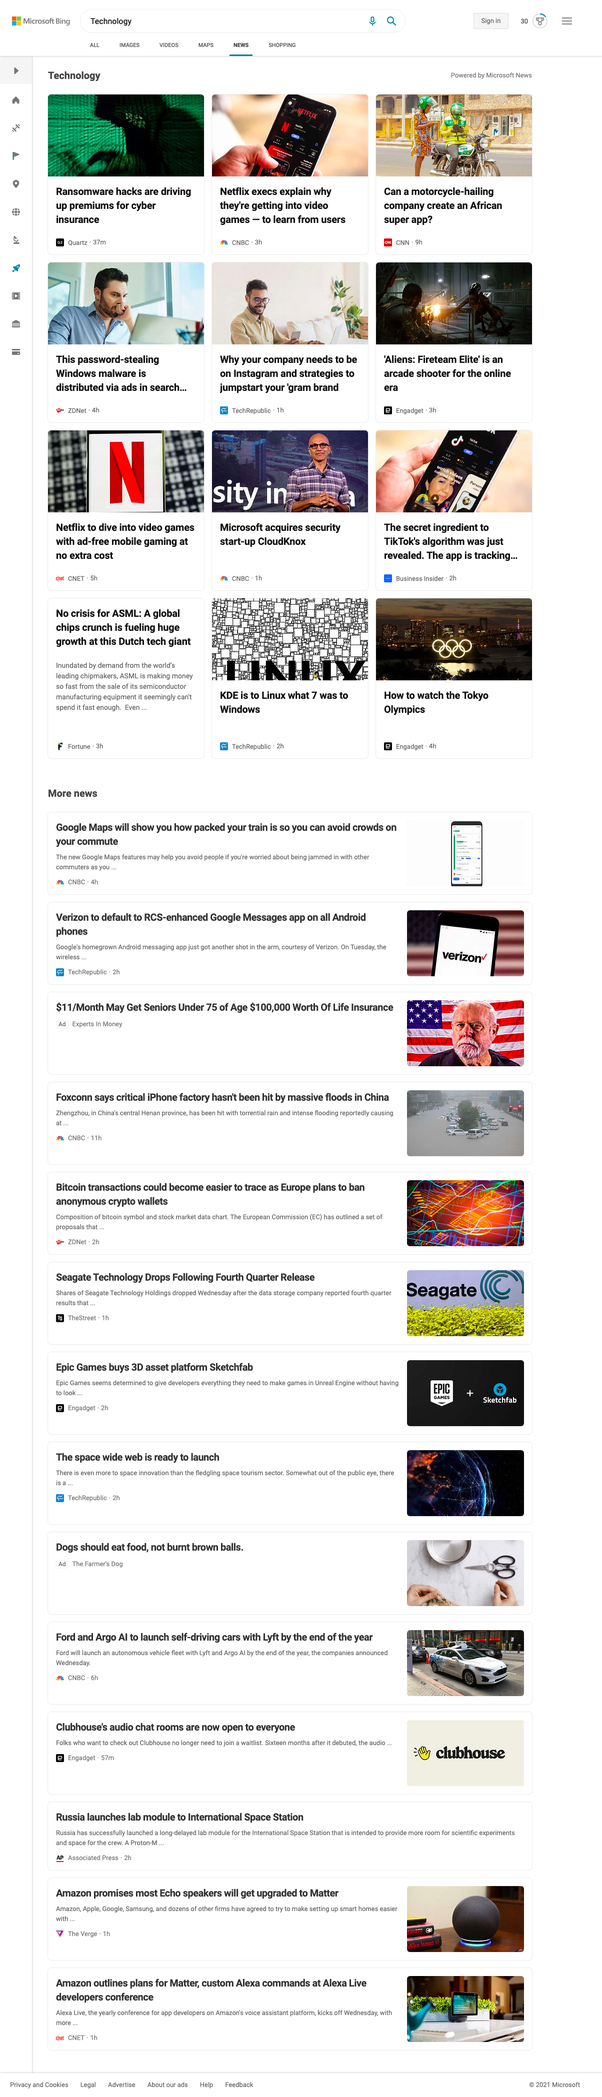 Microsoft Bing
Technology
Sign in
30
ALL
IMAGES
VIDEOS
MAPS
NEWS
SHOPPING
Technology
Powered by Microsoft News
Ransomware hacks are driving
up premiums for cyber
insurance
Quartz · 37m
NETFLIX
Netflix execs explain why
they're getting into video
games — to learn from users
CNBC · 3h
Can a motorcycle-hailing
company create an African
super app?
CNN · 9h
This password-stealing
Windows malware is
distributed via ads in search...
ZDNet · 4h
Why your company needs to be
on Instagram and strategies to
jumpstart your 'gram brand
TechRepublic · 1h
'Aliens: Fireteam Elite' is an
arcade shooter for the online
era
Engadget · 3h
N
Netflix to dive into video games
with ad-free mobile gaming at
no extra cost
CNET · 5h
sity in a
Microsoft acquires security
start-up CloudKnox
CNBC · 1h
The secret ingredient to
TikTok's algorithm was just
revealed. The app is tracking...
Business Insider · 2h
No crisis for ASML: A global
chips crunch is fueling huge
growth at this Dutch tech giant
Inundated by demand from the world's
leading chipmakers, ASML is making money
so fast from the sale of its semiconductor
manufacturing equipment it seemingly can't
spend it fast enough. Even ...
Fortune · 3h
LINUX
KDE is to Linux what 7 was to
Windows
TechRepublic · 2h
How to watch the Tokyo
Olympics
Engadget · 4h
More news
Google Maps will show you how packed your train is so you can avoid crowds on
your commute
The new Google Maps features may help you avoid people if you're worried about being jammed in with other
commuters as you ...
CNBC · 4h
Verizon to default to RCS-enhanced Google Messages app on all Android
phones
Google's homegrown Android messaging app just got another shot in the arm, courtesy of Verizon. On Tuesday, the
wireless ...
TechRepublic · 2h
verizon
$11/Month May Get Seniors Under 75 of Age $100,000 Worth Of Life Insurance
Ad Experts In Money
Foxconn says critical iPhone factory hasn't been hit by massive floods in China
Zhengzhou, in China's central Henan province, has been hit with torrential rain and intense flooding reportedly causing
at ...
CNBC · 11h
Bitcoin transactions could become easier to trace as Europe plans to ban
anonymous crypto wallets
Composition of bitcoin symbol and stock market data chart. The European Commission (EC) has outlined a set of
proposals that ...
ZDNet · 2h
Seagate Technology Drops Following Fourth Quarter Release
Shares of Seagate Technology Holdings dropped Wednesday after the data storage company reported fourth quarter
results that ...
TheStreet · 1h
Seagate
Epic Games buys 3D asset platform Sketchfab
Epic Games seems determined to give developers everything they need to make games in Unreal Engine without having
to look ...
Engadget · 2h
EPIC
GAMES
+
Sketchfab
The space wide web is ready to launch
There is even more to space innovation than the fledgling space tourism sector. Somewhat out of the public eye, there
is a ...
TechRepublic · 2h
Dogs should eat food, not burnt brown balls.
Ad The Farmer's Dog
Ford and Argo AI to launch self-driving cars with Lyft by the end of the year
Ford will launch an autonomous vehicle fleet with Lyft and Argo AI by the end of the year, the companies announced
Wednesday.
CNBC · 6h
Clubhouse's audio chat rooms are now open to everyone
Folks who want to check out Clubhouse no longer need to join a waitlist. Sixteen months after it debuted, the audio ...
Engadget · 57m
clubhouse
Russia launches lab module to International Space Station
Russia has successfully launched a long-delayed lab module for the International Space Station that is intended to provide more room for scientific experiments
and space for the crew. A Proton-M ...
AP Associated Press · 2h
Amazon promises most Echo speakers will get upgraded to Matter
Amazon, Apple, Google, Samsung, and dozens of other firms have agreed to try to make setting up smart homes easier
with ...
The Verge · 1h
Amazon outlines plans for Matter, custom Alexa commands at Alexa Live
developers conference
Alexa Live, the yearly conference for app developers on Amazon's voice assistant platform, kicks off Wednesday, with
more ...
CNET · 1h
Privacy and Cookies
Legal
Advertise
About our ads
Help
Feedback
© 2021 Microsoft